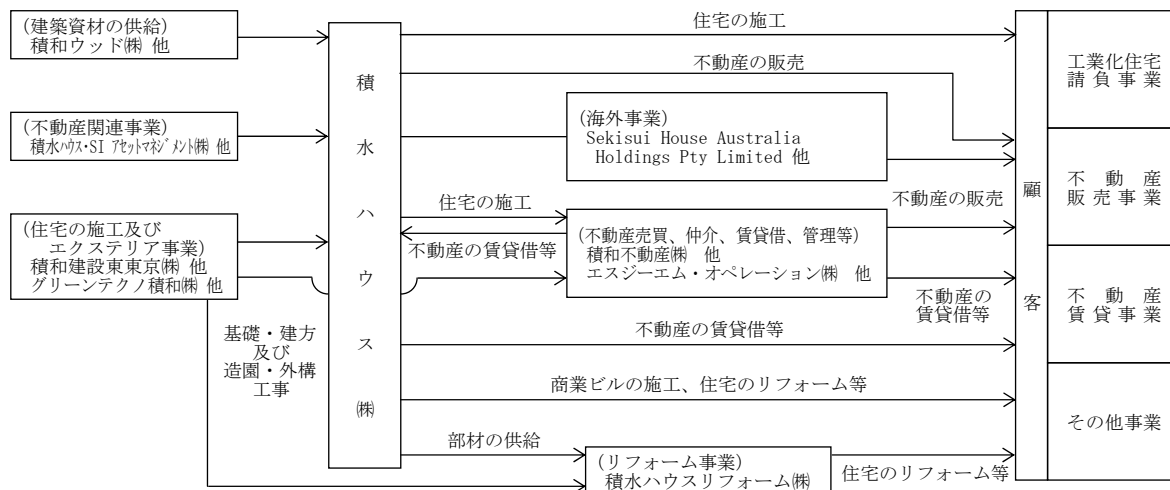 (建築資材の供給)
積和ウッド㈱ 他
(不動産関連事業)
積水ハウス・SI アセットマネジメント㈱ 他
(住宅の施工及び
エクステリア事業)
積和建設東東京㈱ 他
グリーンテクノ積和㈱ 他
基礎・建方
及び
造園・外構
工事
積水ハウス㈱
住宅の施工
不動産の販売
(海外事業)
Sekisui House Australia
Holdings Pty Limited 他
住宅の施工
不動産の賃貸借等
(不動産売買、仲介、賃貸借、管理等)
積和不動産㈱ 他
エスジーエム・オペレーション㈱ 他
不動産の販売
不動産の
賃貸借等
不動産の賃貸借等
商業ビルの施工、住宅のリフォーム等
部材の供給
(リフォーム事業)
積水ハウスリフォーム㈱
住宅のリフォーム等
顧客
工業化住宅
請負事業
不動産
販売事業
不動産
賃貸事業
その他事業